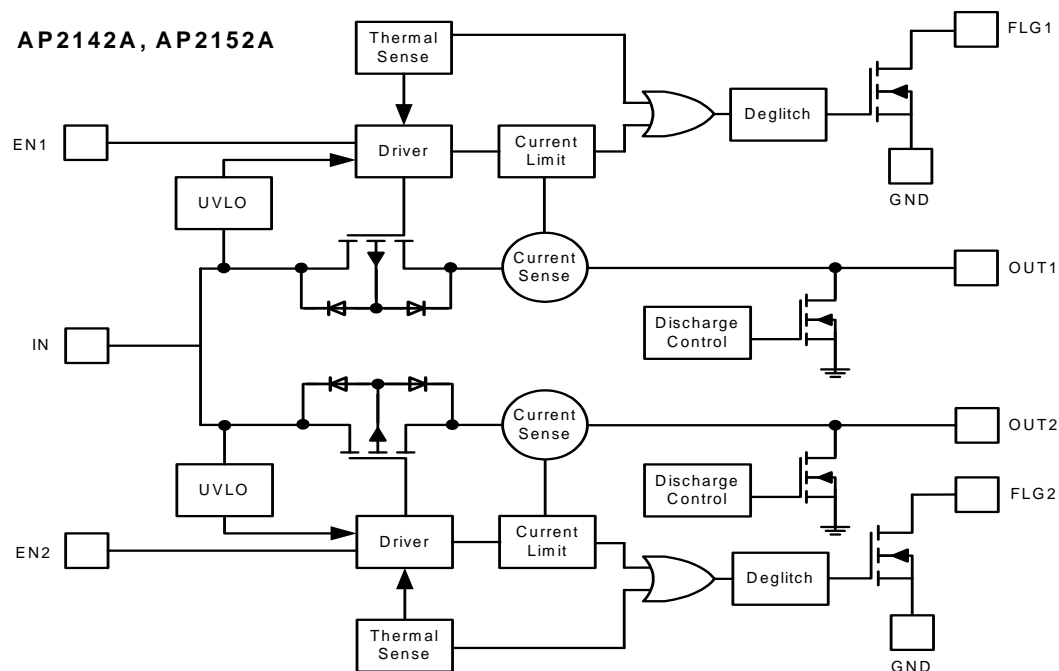 AP2142A, AP2152A
Thermal
Sense
FLG1
EN1
Driver
Current
Limit
Deglitch
UVLO
GND
Current
Sense
OUT1
IN
Discharge
Control
Current
Sense
OUT2
UVLO
Discharge
Control
FLG2
EN2
Driver
Current
Limit
Deglitch
Thermal
Sense
GND